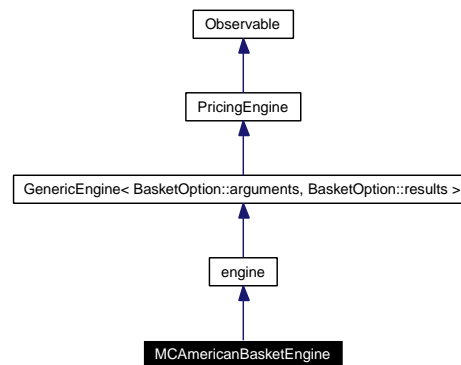 Observable
PricingEngine
GenericEngine< BasketOption::arguments, BasketOption::results >
engine
MCAmericanBasketEngine